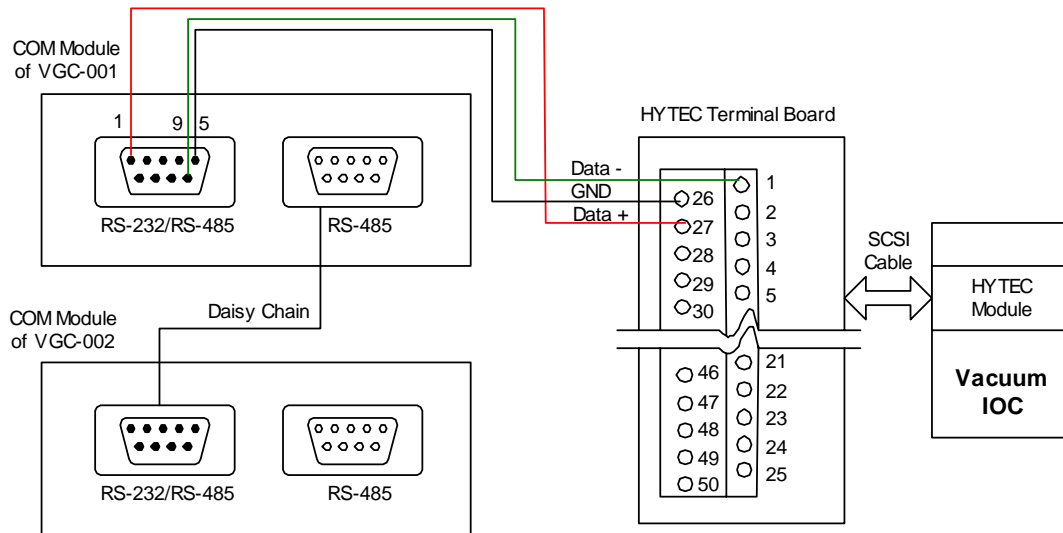 COM Module
of VGC-001
1 9 5
RS-232/RS-485
RS-485
Daisy Chain
COM Module
of VGC-002
RS-232/RS-485
RS-485
Data -
GND
Data +
HYTEC Terminal Board
26
27
28
29
30
46
47
48
49
50
1
2
3
4
5
21
22
23
24
25
SCSI
Cable
HYTEC
Module
Vacuum
IOC